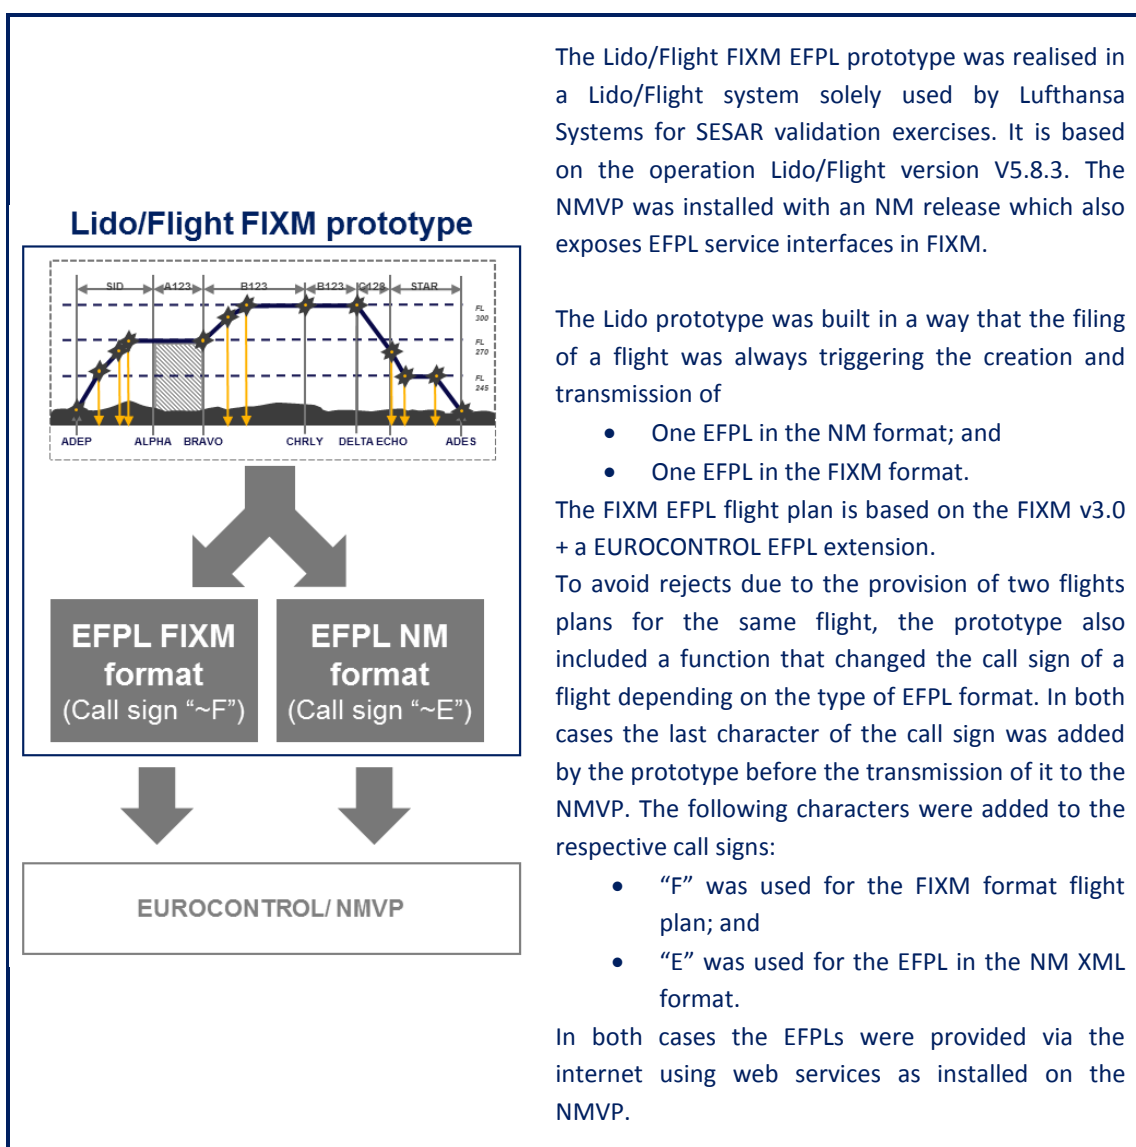 Lido/Flight FIXM prototype
SID
A123
B123
B123
C123
STAR
FL
300
FL
270
FL
245
ADEP
ALPHA
BRAVO
CHRLY
DELTA
ECHO
ADES
EFPL FIXM
format
(Call sign “~F”)
EFPL NM
format
(Call sign “~E”)
EUROCONTROL/ NMVP
The Lido/Flight FIXM EFPL prototype was realised in
a Lido/Flight system solely used by Lufthansa
Systems for SESAR validation exercises. It is based
on the operation Lido/Flight version V5.8.3. The
NMVP was installed with an NM release which also
exposes EFPL service interfaces in FIXM.
The Lido prototype was built in a way that the filing
of a flight was always triggering the creation and
transmission of
• One EFPL in the NM format; and
• One EFPL in the FIXM format.
The FIXM EFPL flight plan is based on the FIXM v3.0
+ a EUROCONTROL EFPL extension.
To avoid rejects due to the provision of two flights
plans for the same flight, the prototype also
included a function that changed the call sign of a
flight depending on the type of EFPL format. In both
cases the last character of the call sign was added
by the prototype before the transmission of it to the
NMVP. The following characters were added to the
respective call signs:
• “F” was used for the FIXM format flight
plan; and
• “E” was used for the EFPL in the NM XML
format.
In both cases the EFPLs were provided via the
internet using web services as installed on the
NMVP.